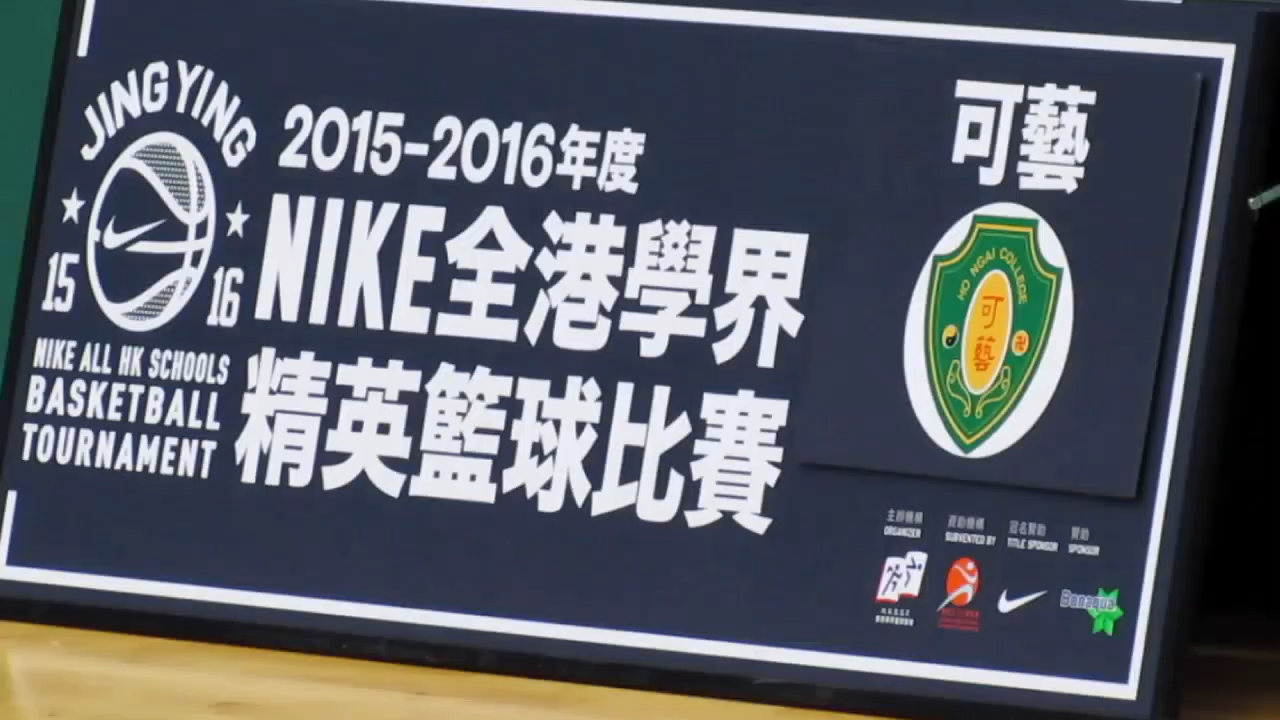 JING YING
15 16
NIKE ALL HK SCHOOLS
BASKETBALL
TOURNAMENT
2015-2016年度
NIKE全港學界
精英籃球比賽
可藝
HO NGAI COLLEGE
可
藝
卍
主辦機構
ORGANIZER
資助機構
SUBVENTED BY
冠名贊助
TITLE SPONSOR
贊助
SPONSOR
Bonaqua